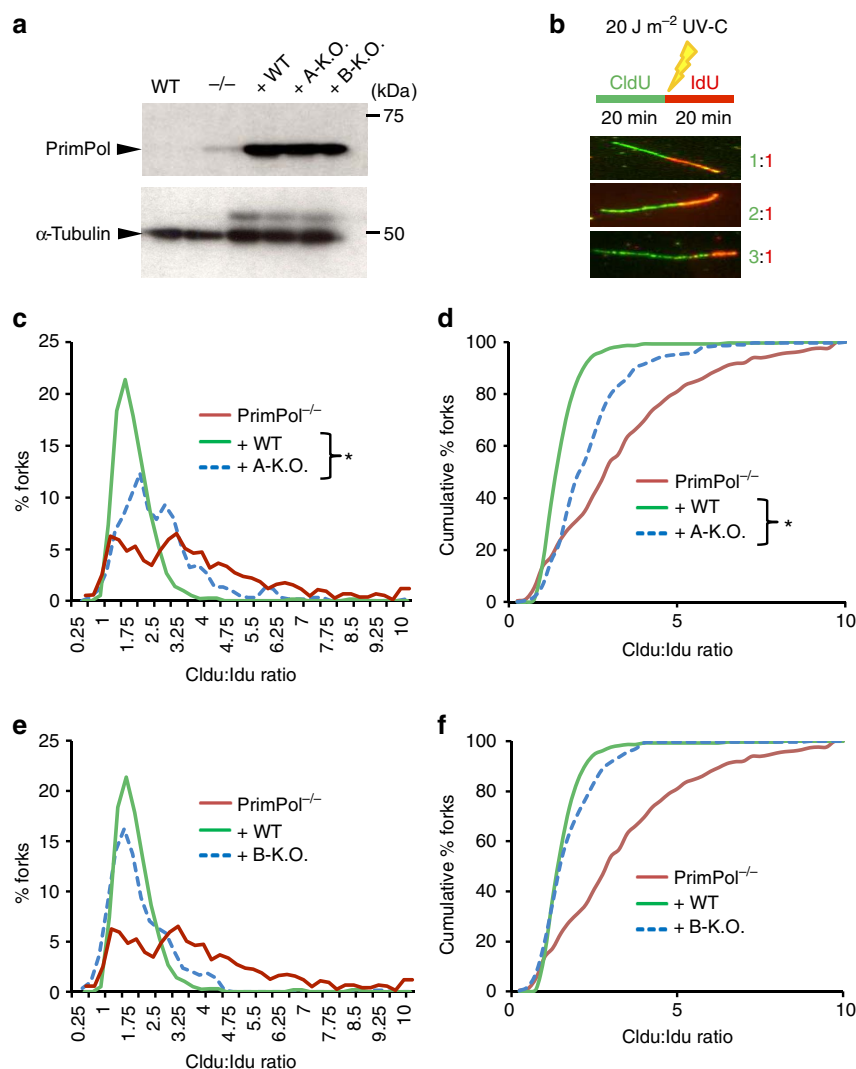 a
WT
–/–
+ WT
+ A-K.O.
+ B-K.O.
(kDa)
75
PrimPol
α-Tubulin
50
b
20 J m⁻² UV-C
CldU
IdU
20 min
20 min
1:1
2:1
3:1
c
25
20
15
10
5
0
% forks
PrimPol⁻/⁻
+ WT
+ A-K.O.
*
0.25
1
1.75
2.5
3.25
4
4.75
5.5
6.25
7
7.75
8.5
9.25
10
Cldu:Idu ratio
d
100
80
60
40
20
0
Cumulative % forks
PrimPol⁻/⁻
+ WT
+ A-K.O.
*
0
5
10
Cldu:Idu ratio
e
25
20
15
10
5
0
% forks
PrimPol⁻/⁻
+ WT
+ B-K.O.
0.25
1
1.75
2.5
3.25
4
4.75
5.5
6.25
7
7.75
8.5
9.25
10
Cldu:Idu ratio
f
100
80
60
40
20
0
Cumulative % forks
PrimPol⁻/⁻
+ WT
+ B-K.O.
0
5
10
Cldu:Idu ratio